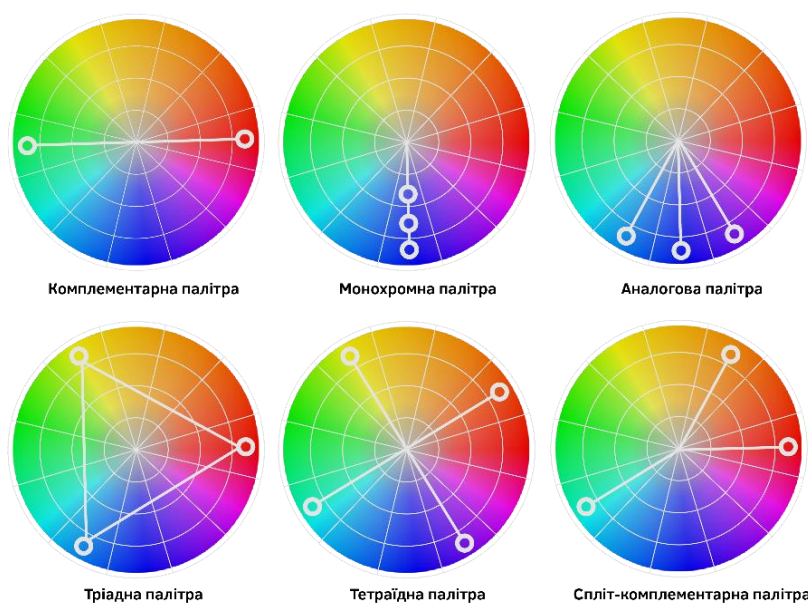 Комплементарна палітра
Монохромна палітра
Аналогова палітра
Тріадна палітра
Тетраїдна палітра
Спліт-комплементарна палітра